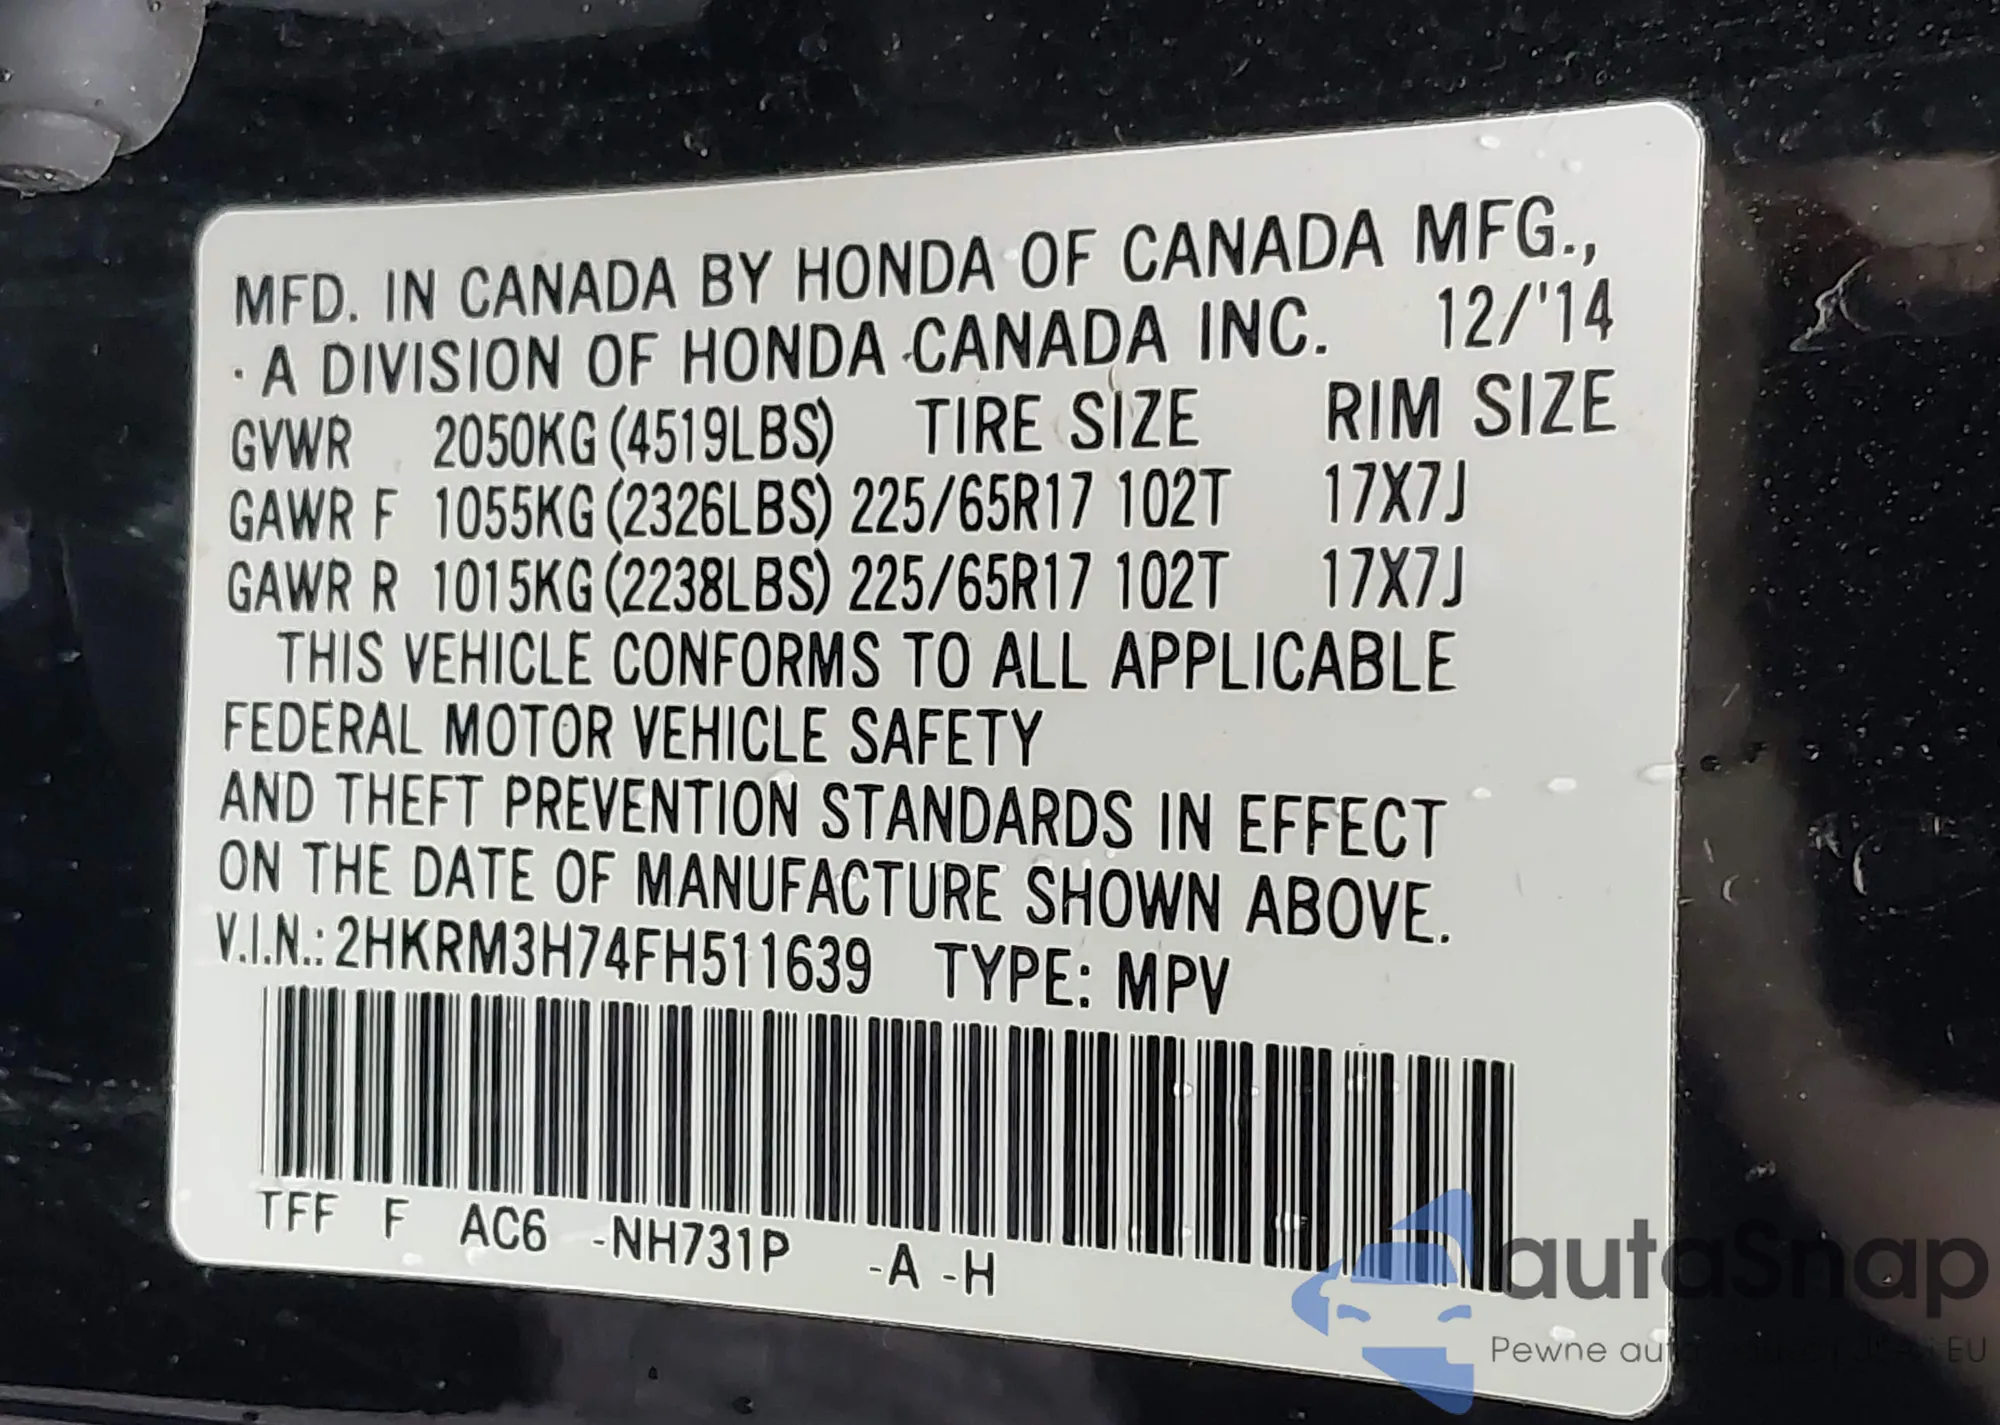 MFD. IN CANADA BY HONDA OF CANADA MFG.,
· A DIVISION OF HONDA CANADA INC. 12/'14
GVWR 2050KG (4519LBS) TIRE SIZE RIM SIZE
GAWR F 1055KG (2326LBS) 225/65R17 102T 17X7J
GAWR R 1015KG (2238LBS) 225/65R17 102T 17X7J
THIS VEHICLE CONFORMS TO ALL APPLICABLE
FEDERAL MOTOR VEHICLE SAFETY
AND THEFT PREVENTION STANDARDS IN EFFECT
ON THE DATE OF MANUFACTURE SHOWN ABOVE.
V.I.N.: 2HKRM3H74FH511639 TYPE: MPV
TFF F AC6 -NH731P -A -H
autaSnap
Pewne EU